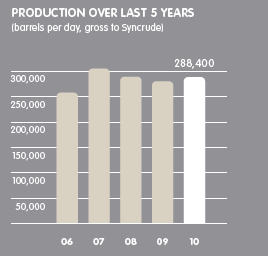 PRODUCTION OVER LAST 5 YEARS
(barrels per day, gross to Syncrude)
288,400
300,000
250,000
200,000
150,000
100,000
50,000
06 07 08 09 10